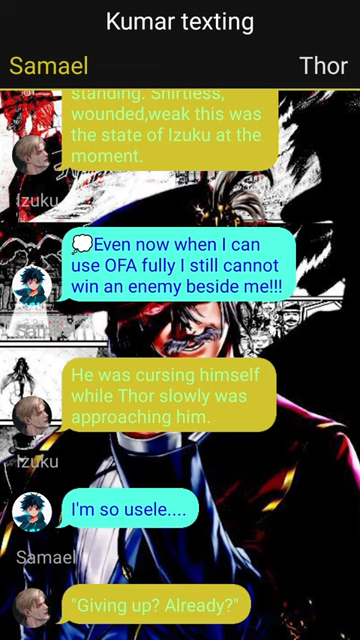 Kumar texting
Samael
Thor
standing. Shirtless,
wounded,weak this was
the state of Izuku at the
moment.
Izuku
Even now when I can
use OFA fully I still cannot
win an enemy beside me!!!
Samael
He was cursing himself
while Thor slowly was
approaching him.
Izuku
I'm so usele....
Samael
"Giving up? Already?"